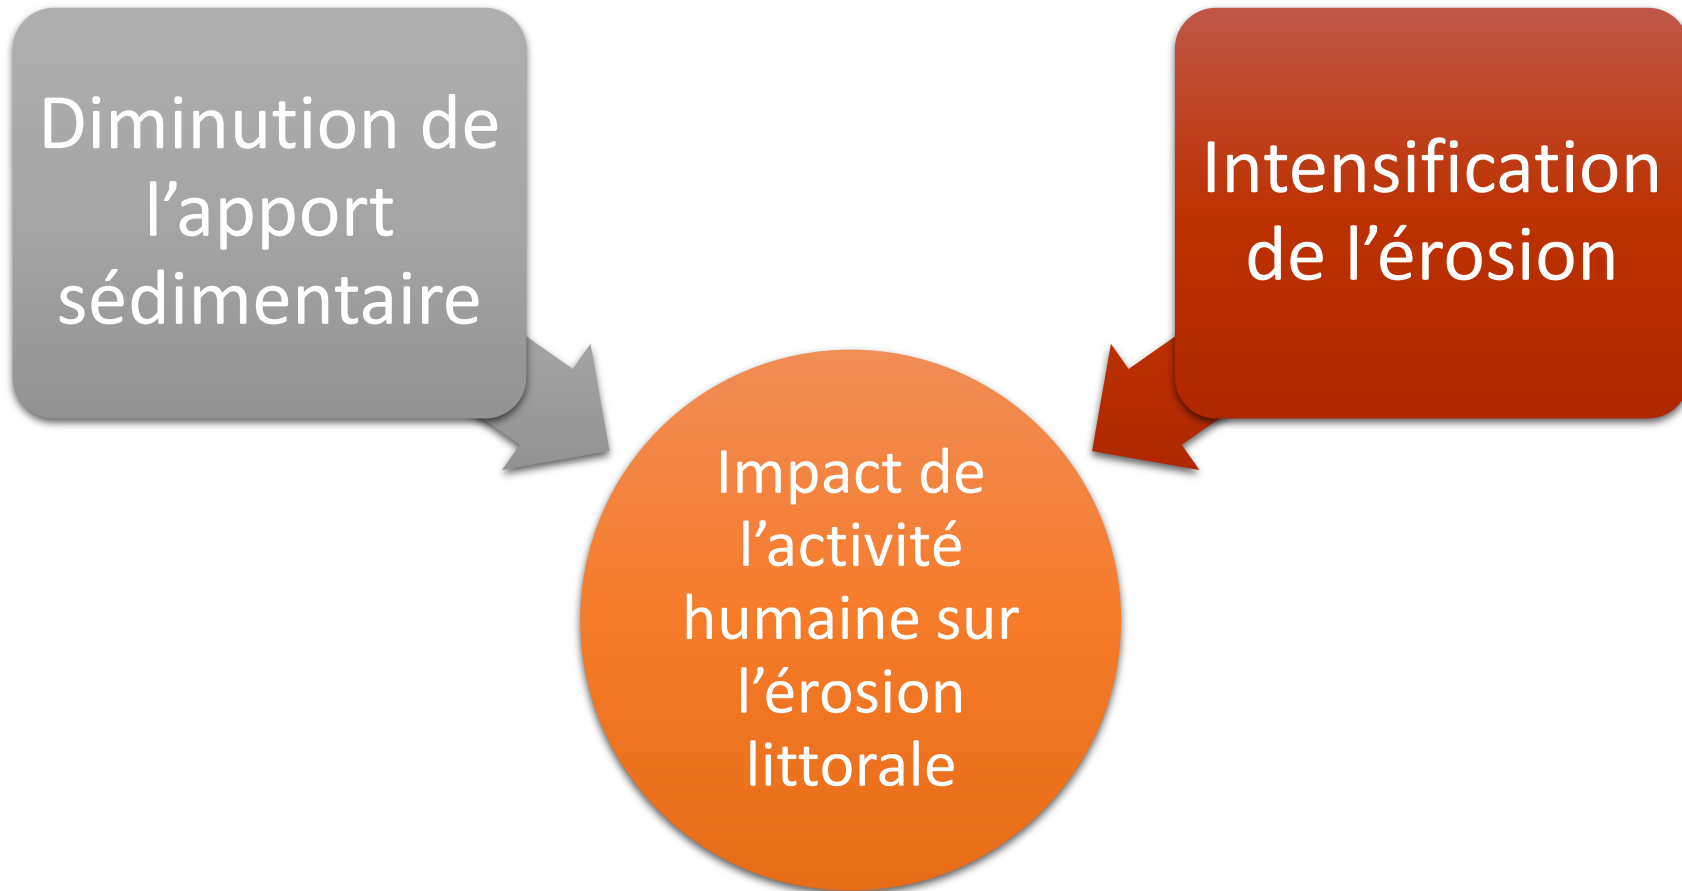 Diminution de
l’apport
sédimentaire
Intensification
de l’érosion
Impact de
l’activité
humaine sur
l’érosion
littorale